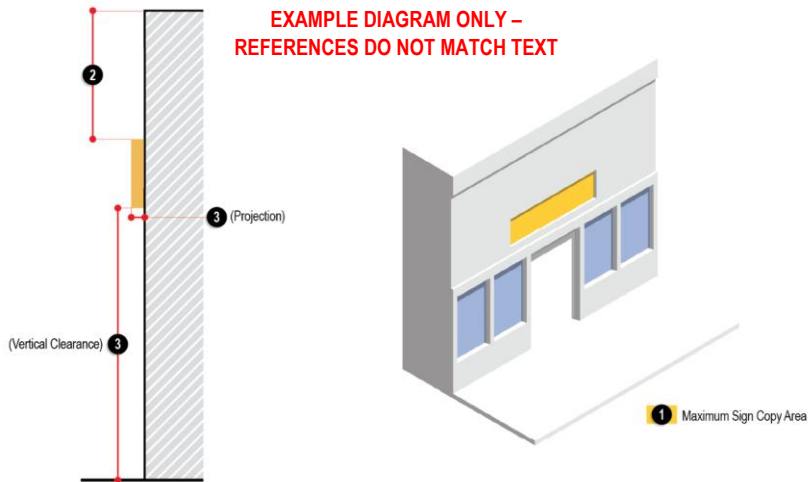 EXAMPLE DIAGRAM ONLY –
REFERENCES DO NOT MATCH TEXT
2
3 (Projection)
(Vertical Clearance) 3
1 Maximum Sign Copy Area